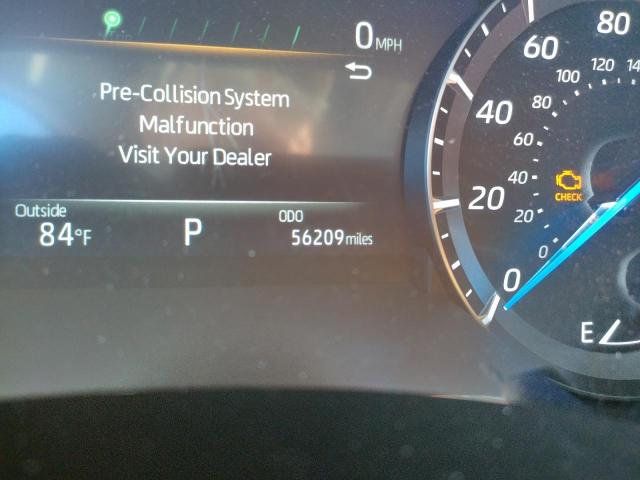 0 MPH
Pre-Collision System
Malfunction
Visit Your Dealer
Outside
84°F
P
ODO
56209 miles
80
60
40
20
0
120
100
80
60
40
20
0
CHECK
E